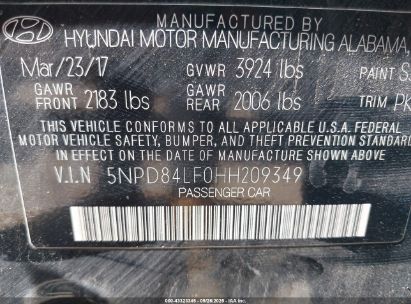 MANUFACTURED BY
HYUNDAI MOTOR MANUFACTURING ALABAMA
Mar/23/17 GVWR 3924 lbs PAINT S
GAWR FRONT 2183 lbs GAWR REAR 2006 lbs TRIM PK
THIS VEHICLE CONFORMS TO ALL APPLICABLE U.S.A. FEDERAL
MOTOR VEHICLE SAFETY, BUMPER, AND THEFT PREVENTION STANDARD
IN EFFECT ON THE DATE OF MANUFACTURE SHOWN ABOVE
V.I.N 5NPD84LF0HH209349
PASSENGER CAR